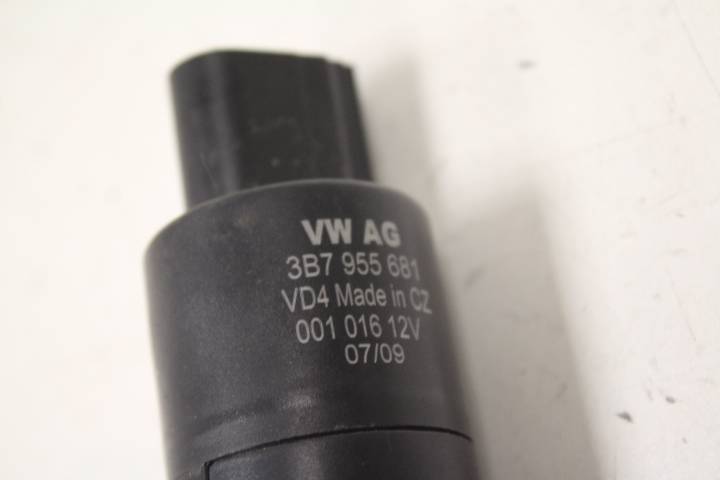 VW AG
3B7 955 681
VD4 Made in CZ
001 016 12V
07/09